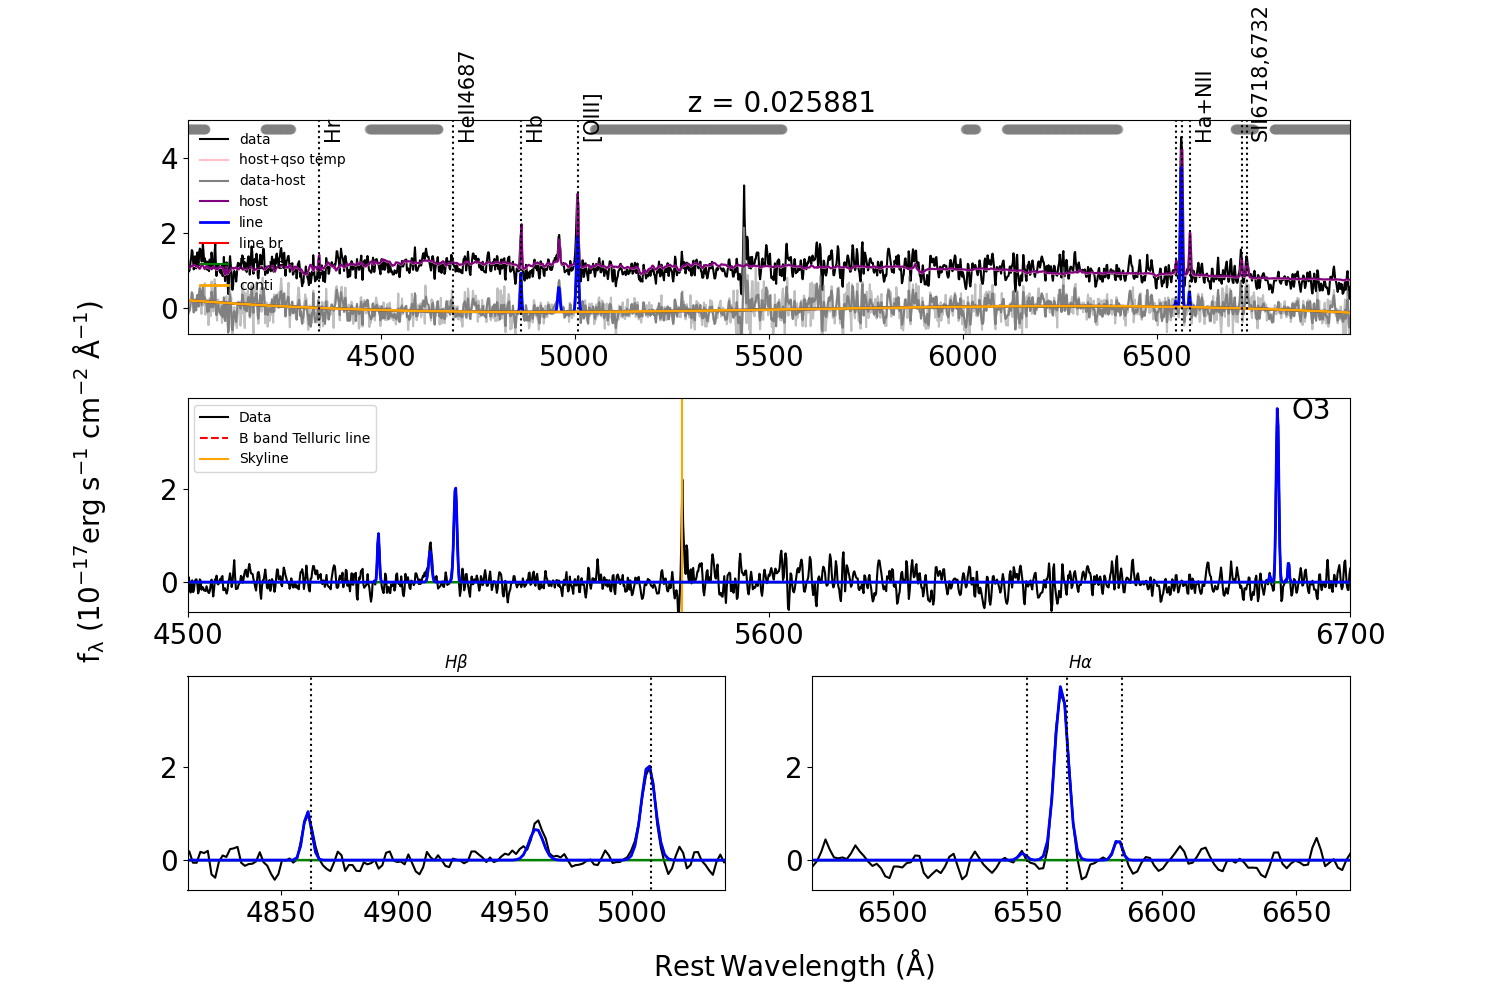 z = 0.025881
Hr
HeII4687
Hb
[OIII]
Ha+NII
SII6718,6732
data
host+qso temp
data-host
host
line
line br
conti
4
2
0
4500
5000
5500
6000
6500
fλ (10⁻¹⁷erg s⁻¹ cm⁻² Å⁻¹)
Data
B band Telluric line
Skyline
O3
2
0
4500
5600
6700
Hβ
2
0
4850
4900
4950
5000
Hα
2
0
6500
6550
6600
6650
Rest Wavelength (Å)